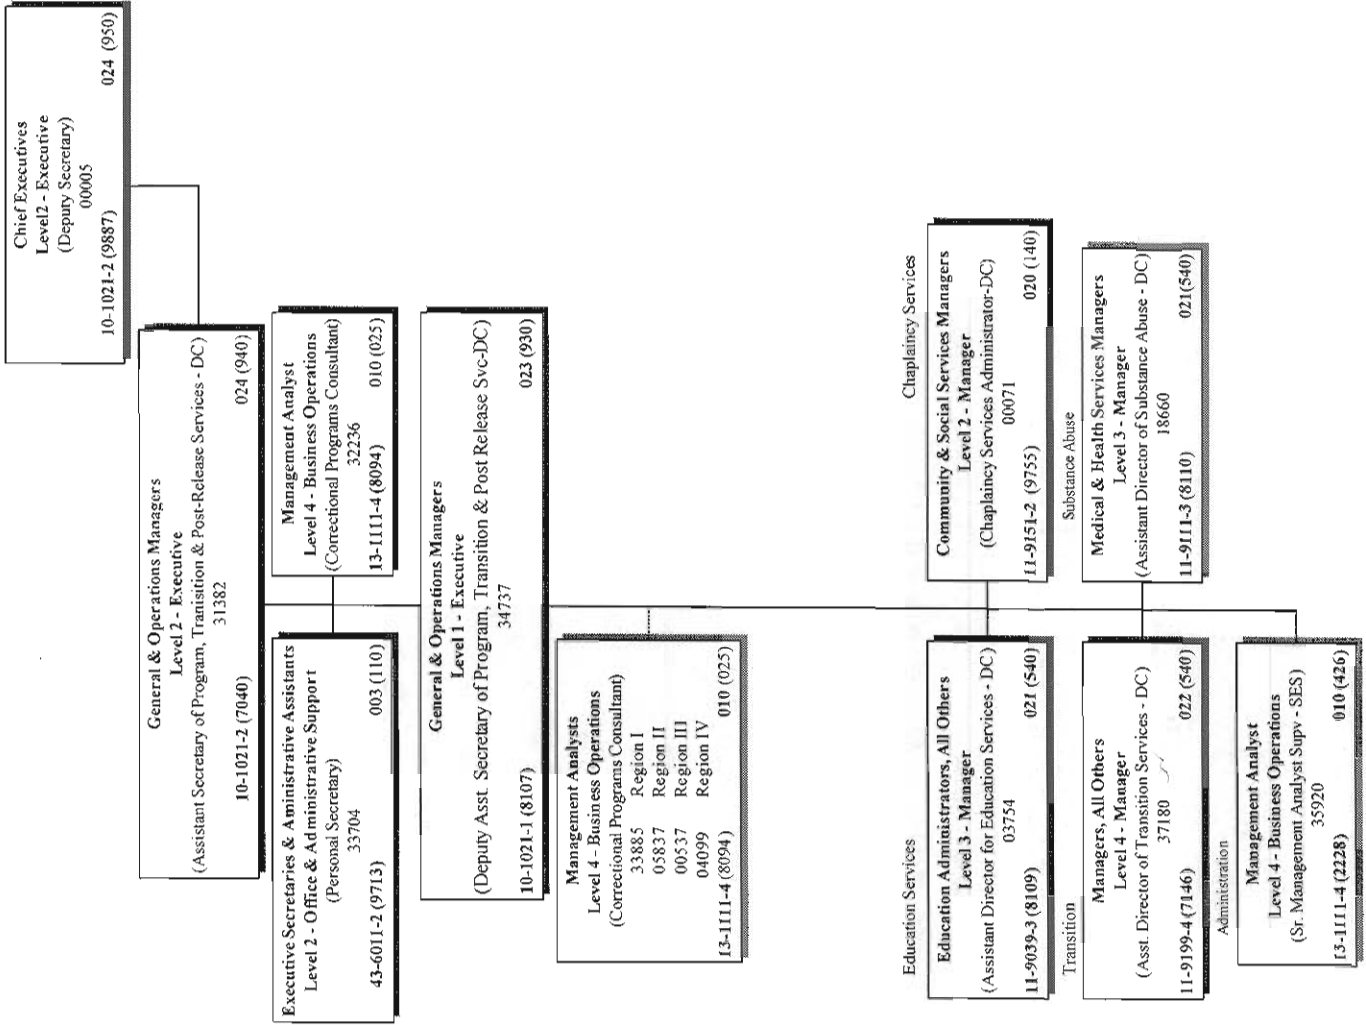 Chief Executives
Level2 - Executive
(Deputy Secretary)
00005
10-1021-2 (9887) 024 (950)
General & Operations Managers
Level 2 - Executive
(Assistant Secretary of Program, Tranisition & Post-Release Services - DC)
31382
10-1021-2 (7040) 024 (940)
Executive Secretaries & Administrative Assistants
Level 2 - Office & Administrative Support
(Personal Secretary)
33704
43-6011-2 (9713) 003 (110)
Management Analyst
Level 4 - Business Operations
(Correctional Programs Consultant)
32236
13-1111-4 (8094) 010 (025)
General & Operations Managers
Level 1 - Executive
(Deputy Asst. Secretary of Program, Transition & Post Release Svc-DC)
34737
10-1021-1 (8107) 023 (930)
Management Analysts
Level 4 - Business Operations
(Correctional Programs Consultant)
33885 Region I
05837 Region II
00537 Region III
04099 Region IV
13-1111-4 (8094) 010 (025)
Education Services
Education Administrators, All Others
Level 3 - Manager
(Assistant Director for Education Services - DC)
03754
11-9039-3 (8109) 021 (540)
Chaplaincy Services
Community & Social Services Managers
Level 2 - Manager
(Chaplaincy Services Administrator-DC)
00071
11-9151-2 (9755) 020 (140)
Transition
Managers, All Others
Level 4 - Manager
(Asst. Director of Transition Services - DC)
37180
11-9199-4 (7146) 022 (540)
Substance Abuse
Medical & Health Services Managers
Level 3 - Manager
(Assistant Director of Substance Abuse - DC)
18660
11-9111-3 (8110) 021(540)
Administration
Management Analyst
Level 4 - Business Operations
(Sr. Management Analyst Supv - SES)
35920
13-1111-4 (2228) 010 (426)